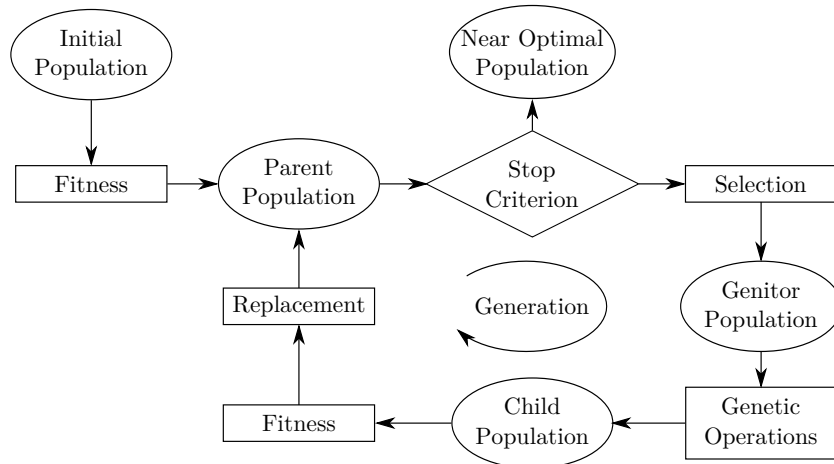 Initial
Population
Near Optimal
Population
Fitness
Parent
Population
Stop
Criterion
Selection
Replacement
Generation
Genitor
Population
Fitness
Child
Population
Genetic
Operations